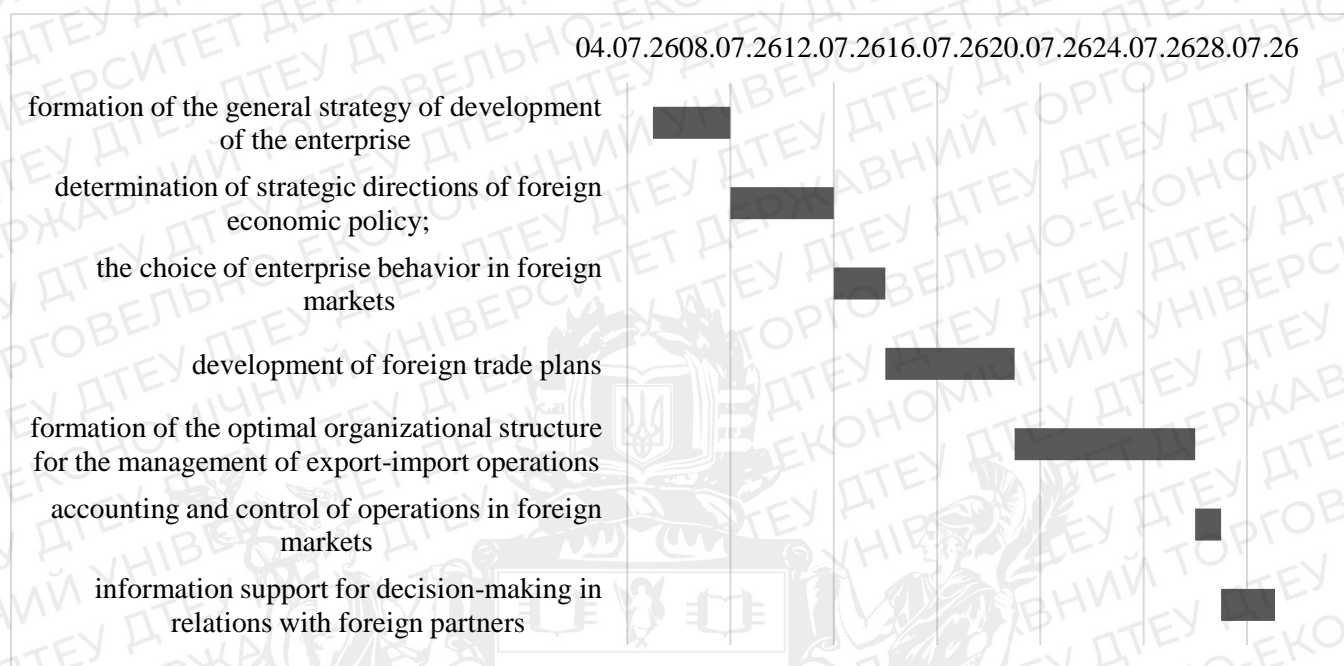 04.07.2608.07.2612.07.2616.07.2620.07.2624.07.2628.07.26
formation of the general strategy of development
of the enterprise
determination of strategic directions of foreign
economic policy;
the choice of enterprise behavior in foreign
markets
development of foreign trade plans
formation of the optimal organizational structure
for the management of export-import operations
accounting and control of operations in foreign
markets
information support for decision-making in
relations with foreign partners